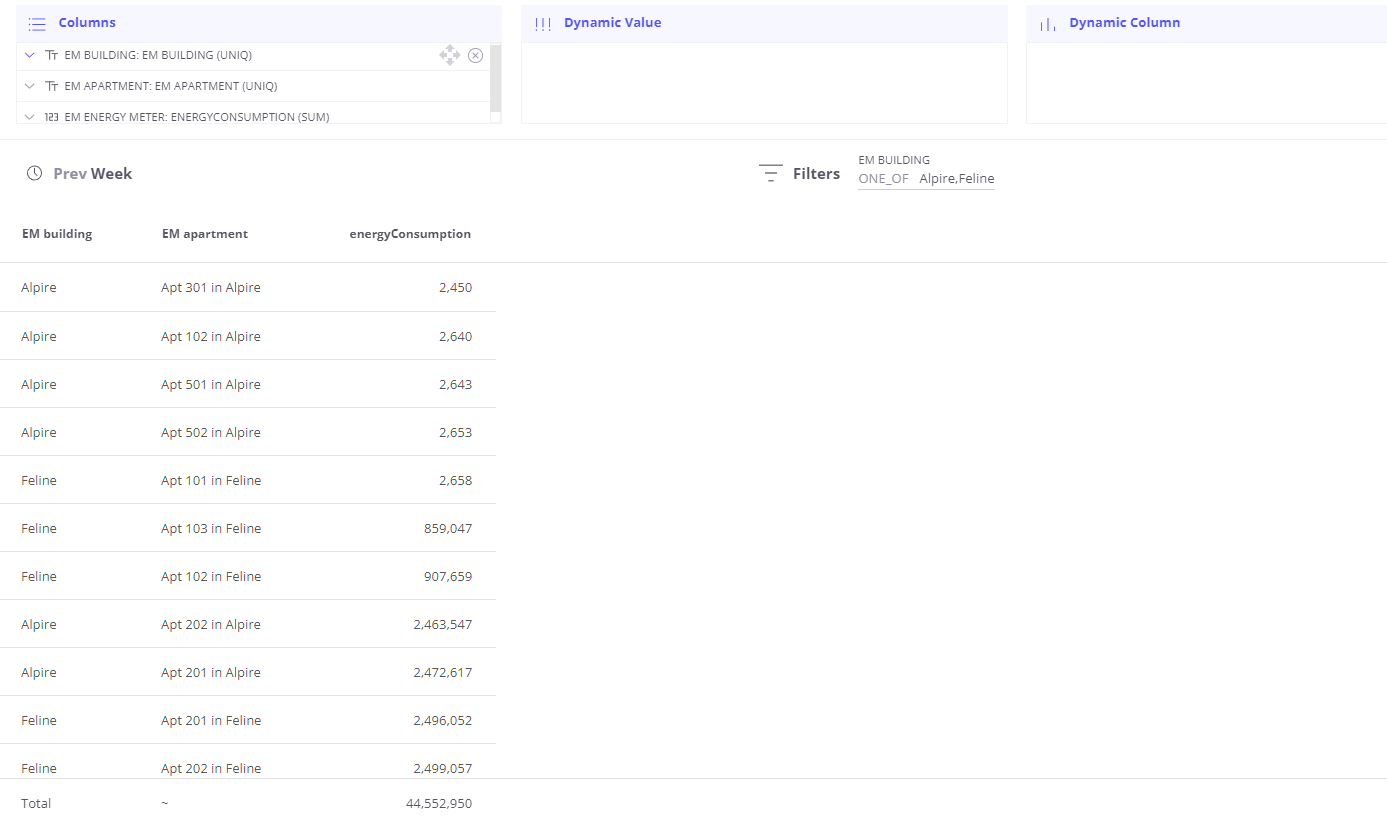 Columns
Dynamic Value
Dynamic Column
EM BUILDING: EM BUILDING (UNIQ)
EM APARTMENT: EM APARTMENT (UNIQ)
123 EM ENERGY METER: ENERGYCONSUMPTION (SUM)
Prev Week
Filters
EM BUILDING
ONE_OF Alpire,Feline
EM building EM apartment energyConsumption
Alpire Apt 301 in Alpire 2,450
Alpire Apt 102 in Alpire 2,640
Alpire Apt 501 in Alpire 2,643
Alpire Apt 502 in Alpire 2,653
Feline Apt 101 in Feline 2,658
Feline Apt 103 in Feline 859,047
Feline Apt 102 in Feline 907,659
Alpire Apt 202 in Alpire 2,463,547
Alpire Apt 201 in Alpire 2,472,617
Feline Apt 201 in Feline 2,496,052
Feline Apt 202 in Feline 2,499,057
Total ~ 44,552,950